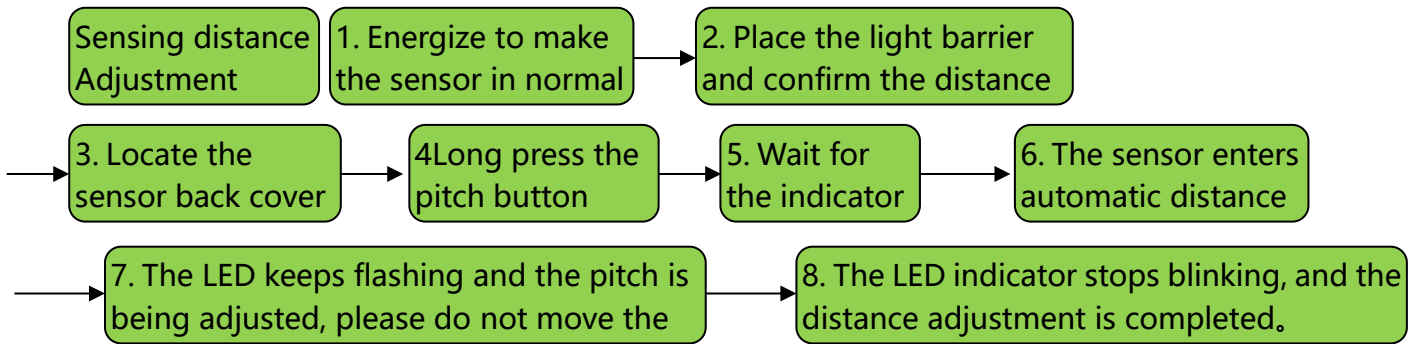 Sensing distance
Adjustment
1. Energize to make
the sensor in normal
2. Place the light barrier
and confirm the distance
3. Locate the
sensor back cover
4Long press the
pitch button
5. Wait for
the indicator
6. The sensor enters
automatic distance
7. The LED keeps flashing and the pitch is
being adjusted, please do not move the
8. The LED indicator stops blinking, and the
distance adjustment is completed。